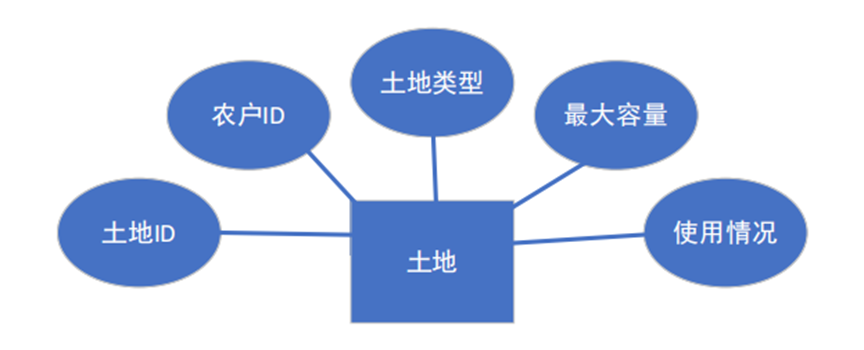 土地类型
农户ID
最大容量
土地ID
使用情况
土地